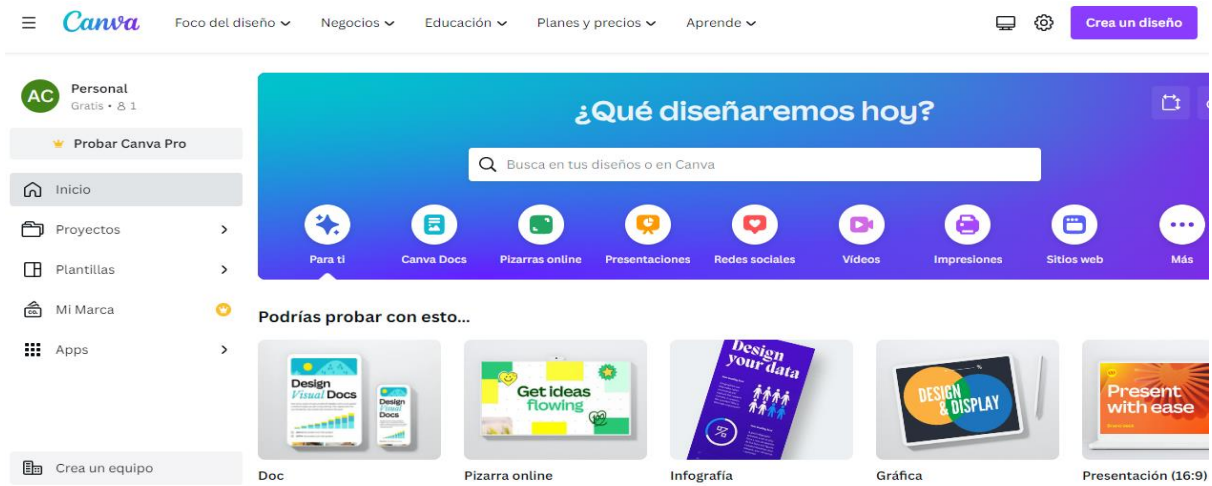 Canva
Foco del diseño
Negocios
Educación
Planes y precios
Aprende
Crea un diseño
AC
Personal
Gratis • 1
Probar Canva Pro
Inicio
Proyectos
Plantillas
CO.
Mi Marca
Apps
Crea un equipo
¿Qué diseñaremos hoy?
Busca en tus diseños o en Canva
Para ti
Canva Docs
Pizarras online
Presentaciones
Redes sociales
Vídeos
Impresiones
Sitios web
Más
Podrías probar con esto...
Design
Visual Docs
Design
Visual
Docs
Doc
Get ideas
flowing
Pizarra online
Design
your data
%
Infografía
DESIGN
& DISPLAY
Gráfica
Present
with ease
Presentación (16:9)